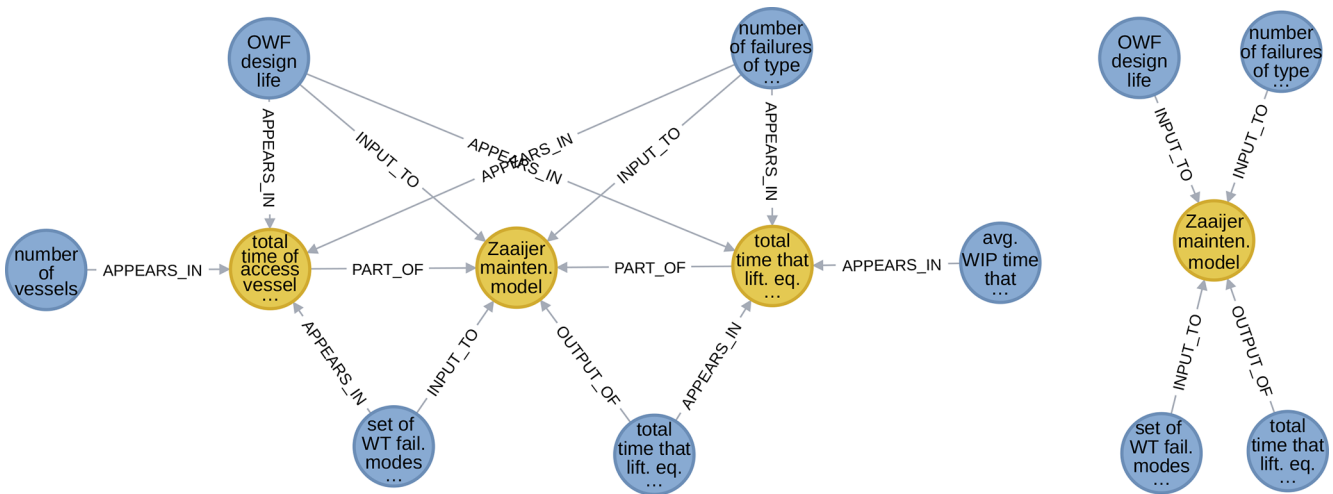 OWF
design
life
number
of failures
of type
...
APPEARS_IN
INPUT_TO
APPEARS_IN
APPEARS_IN
INPUT_TO
APPEARS_IN
number
of
vessels
APPEARS_IN
total
time of
access
vessel
...
PART_OF
Zaaijer
mainten.
model
PART_OF
total
time that
lift. eq.
...
APPEARS_IN
avg.
WIP time
that
...
APPEARS_IN
INPUT_TO
OUTPUT_OF
APPEARS_IN
set of
WT fail.
modes
...
total
time that
lift. eq.
...
OWF
design
life
number
of failures
of type
...
INPUT_TO
INPUT_TO
Zaaijer
mainten.
model
INPUT_TO
OUTPUT_OF
set of
WT fail.
modes
...
total
time that
lift. eq.
...